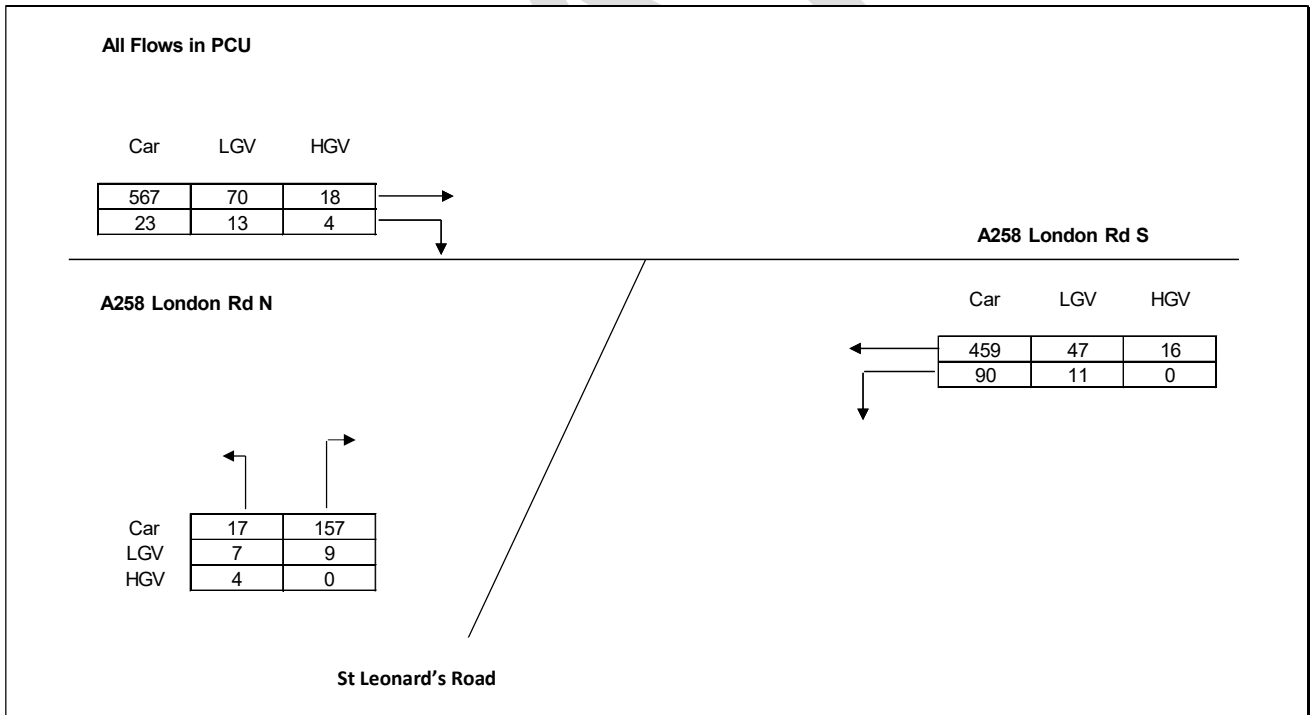 All Flows in PCU
Car LGV HGV
567 70 18
23 13 4
A258 London Rd S
A258 London Rd N
Car LGV HGV
459 47 16
90 11 0
Car 17 157
LGV 7 9
HGV 4 0
St Leonard's Road